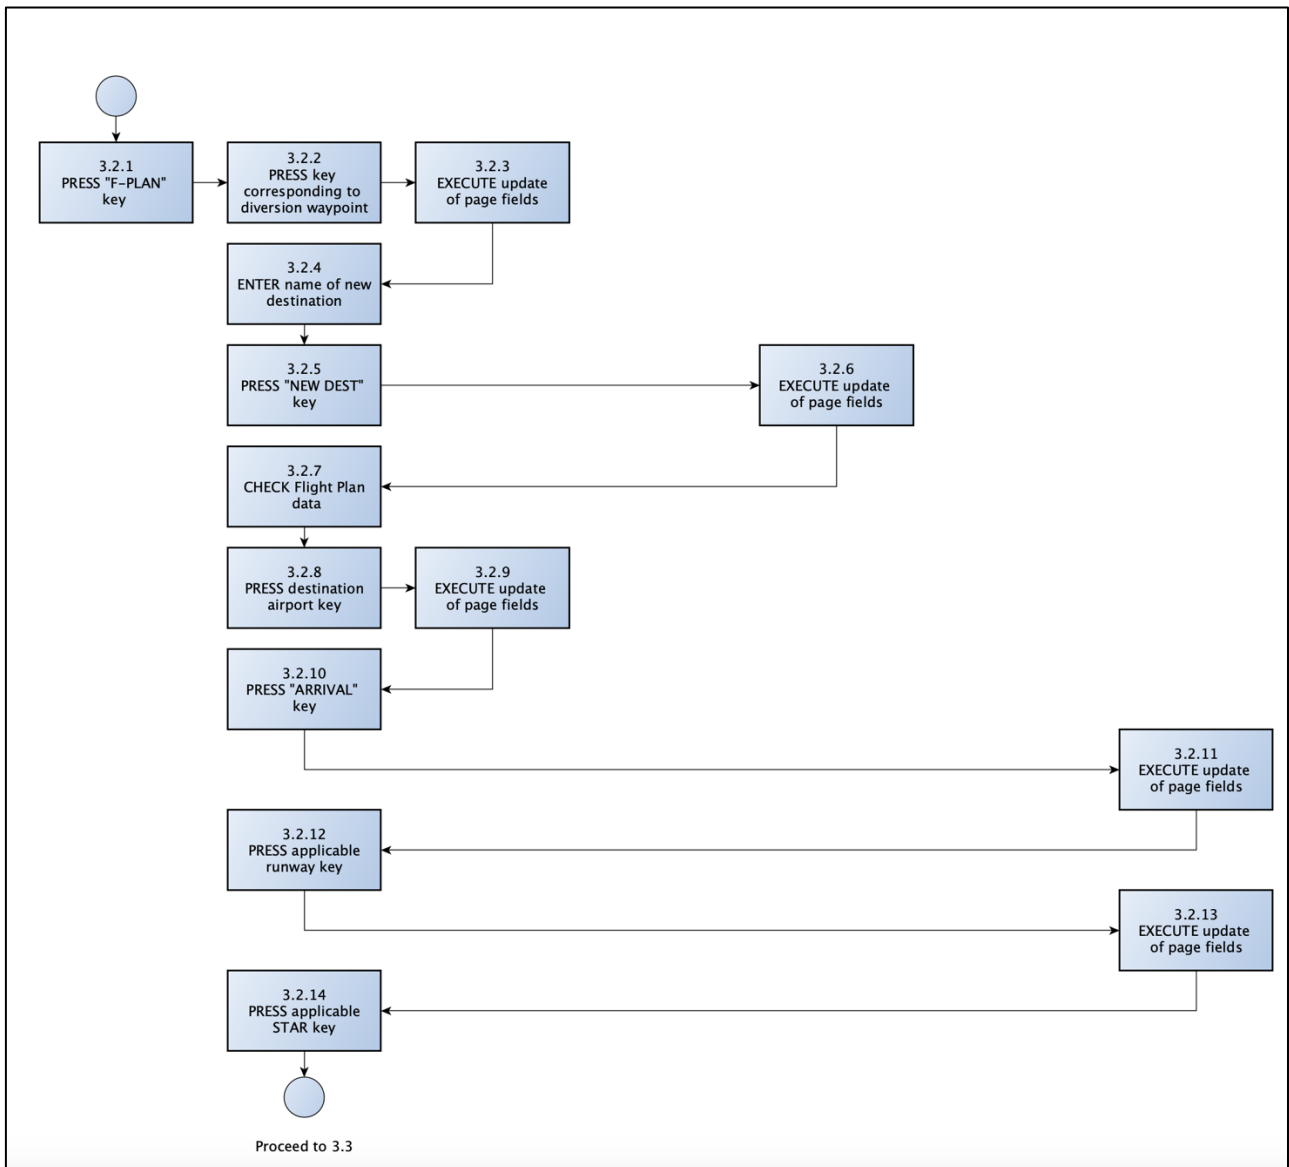 3.2.1
PRESS "F-PLAN"
key
3.2.2
PRESS key
corresponding to
diversion waypoint
3.2.3
EXECUTE update
of page fields
3.2.4
ENTER name of new
destination
3.2.5
PRESS "NEW DEST"
key
3.2.6
EXECUTE update
of page fields
3.2.7
CHECK Flight Plan
data
3.2.8
PRESS destination
airport key
3.2.9
EXECUTE update
of page fields
3.2.10
PRESS "ARRIVAL"
key
3.2.11
EXECUTE update
of page fields
3.2.12
PRESS applicable
runway key
3.2.13
EXECUTE update
of page fields
3.2.14
PRESS applicable
STAR key
Proceed to 3.3